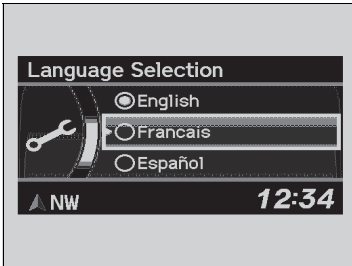 Language Selection
English
Francais
Español
NW
12:34